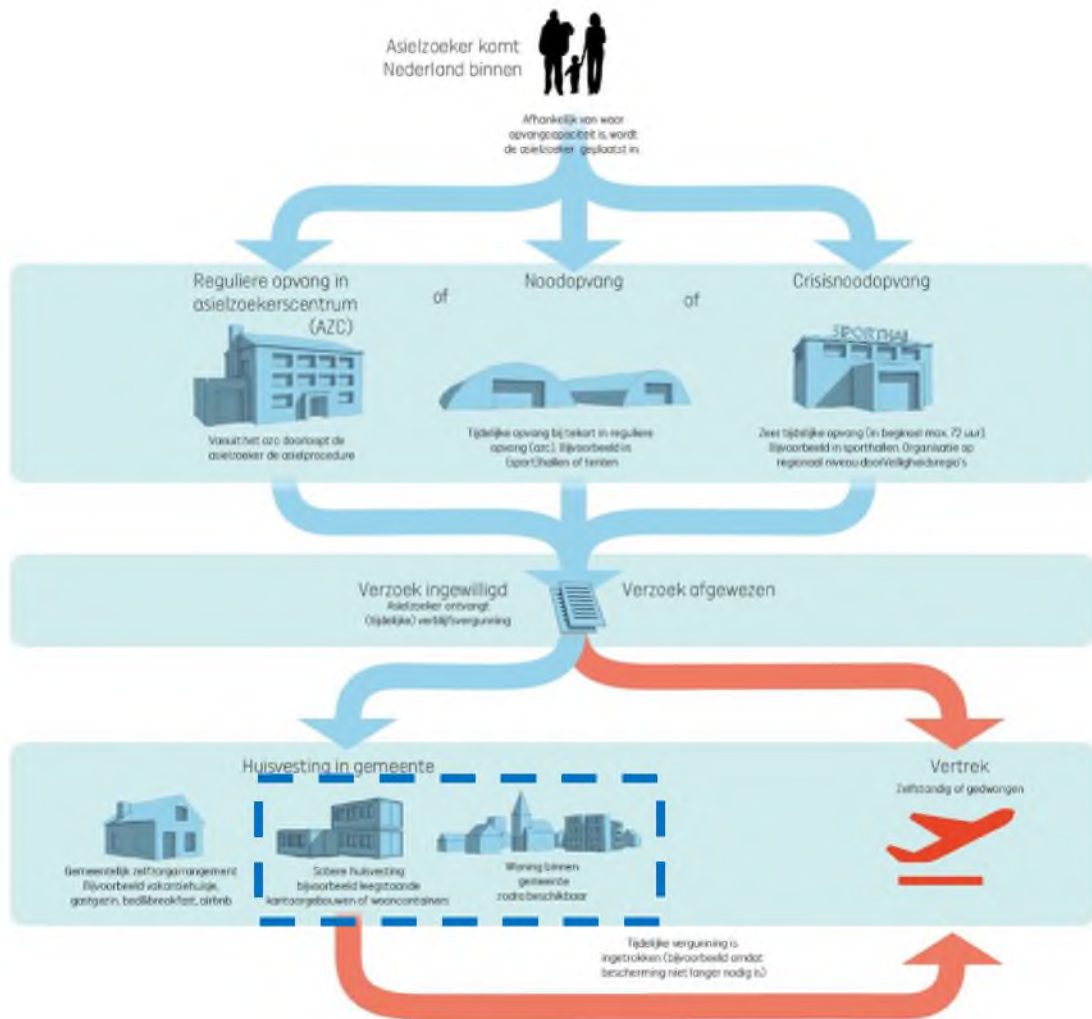 Asielzoeker komt
Nederland binnen
Afhankelijk van waar
opvangcapaciteit is, wordt
de asielzoeker geplaatst in
Reguliere opvang in
asielzoekerscentrum
(AZC)
of
Noodopvang
of
Crisisnoodopvang
SPORTHAL
Vanuit het azc doorloopt de
asielzoeker de asielprocedure
Tijdelijke opvang bij tekort in reguliere
opvang (azc). Bijvoorbeeld in
(sport)hallen of tenten
Zeer tijdelijke opvang (in beginsel max. 72 uur)
Bijvoorbeeld in sporthallen. Organisatie op
regionaal niveau door Veiligheidsregio's
Verzoek ingewilligd
Asielzoeker ontvangt
(tijdelijke) verblijfsvergunning
Verzoek afgewezen
Huisvesting in gemeente
Gemeentelijk zelfzorgarrangement
Bijvoorbeeld vakantiehuisje,
gastgezin, bed&breakfast, airbnb
Sobere huisvesting
bijvoorbeeld leegstaande
kantoorgebouwen of wooncontainers
Woning binnen
gemeente
zodra beschikbaar
Vertrek
Zelfstandig of gedwongen
Tijdelijke vergunning is
ingetrokken (bijvoorbeeld omdat
bescherming niet langer nodig is)